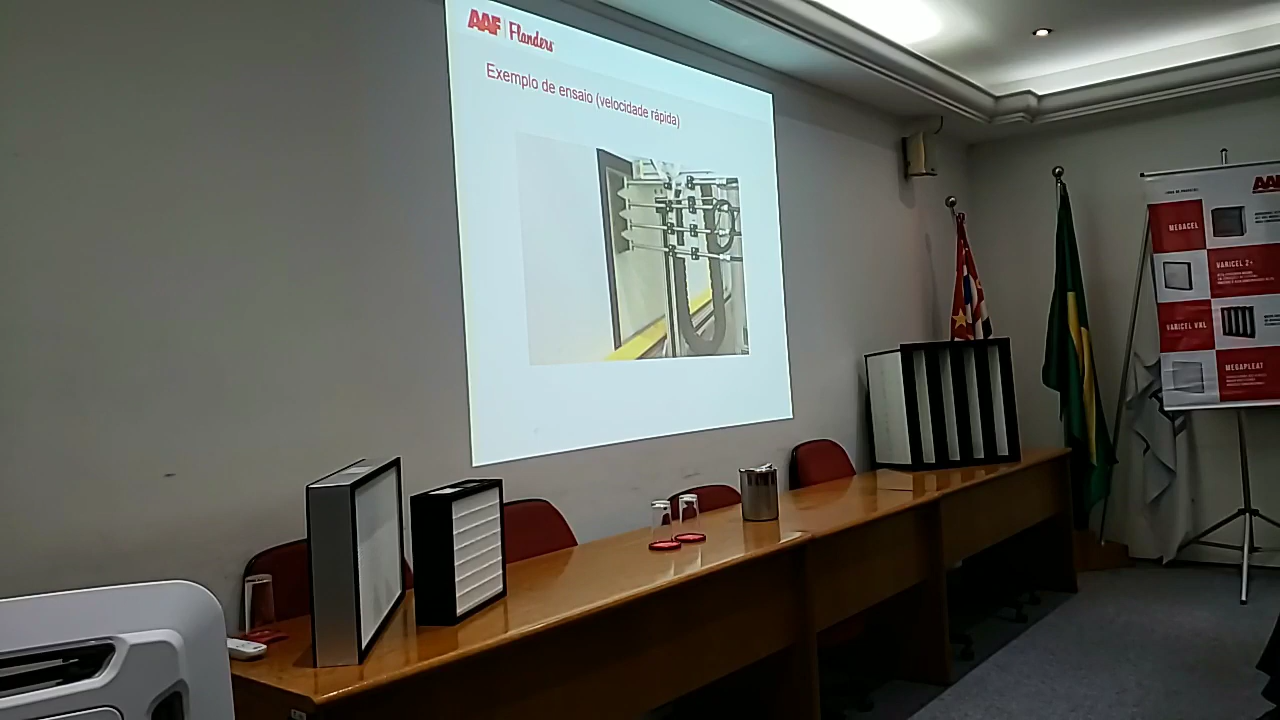 AAF Flanders
Exemplo de ensaio (velocidade rápida)
AAF
MEGACEL
VARICEL 2+
VARICEL VXL
MEGAPLEAT